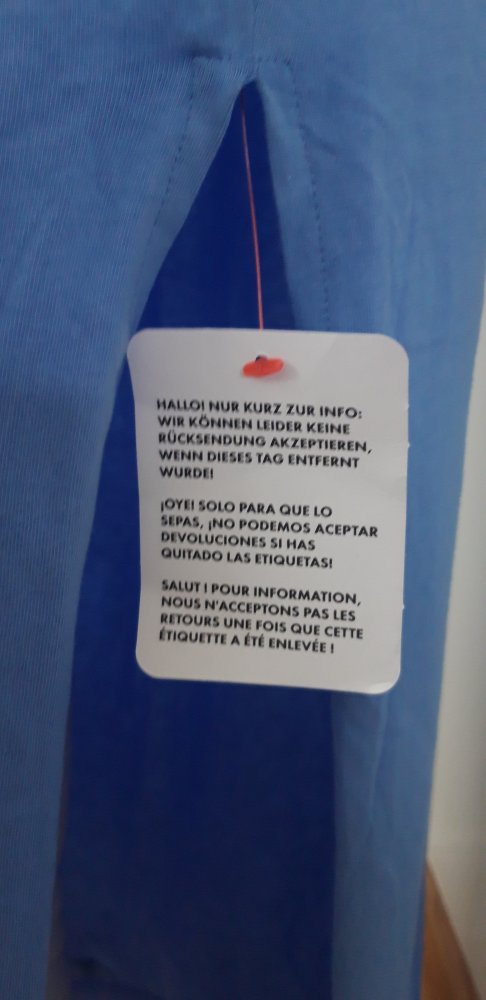 HALLO! NUR KURZ ZUR INFO:
WIR KÖNNEN LEIDER KEINE
RÜCKSENDUNG AKZEPTIEREN,
WENN DIESES TAG ENTFERNT
WURDE!
¡OYE! SOLO PARA QUE LO
SEPAS, ¡NO PODEMOS ACEPTAR
DEVOLUCIONES SI HAS
QUITADO LAS ETIQUETAS!
SALUT ! POUR INFORMATION,
NOUS N'ACCEPTONS PAS LES
RETOURS UNE FOIS QUE CETTE
ÉTIQUETTE A ÉTÉ ENLEVÉE !